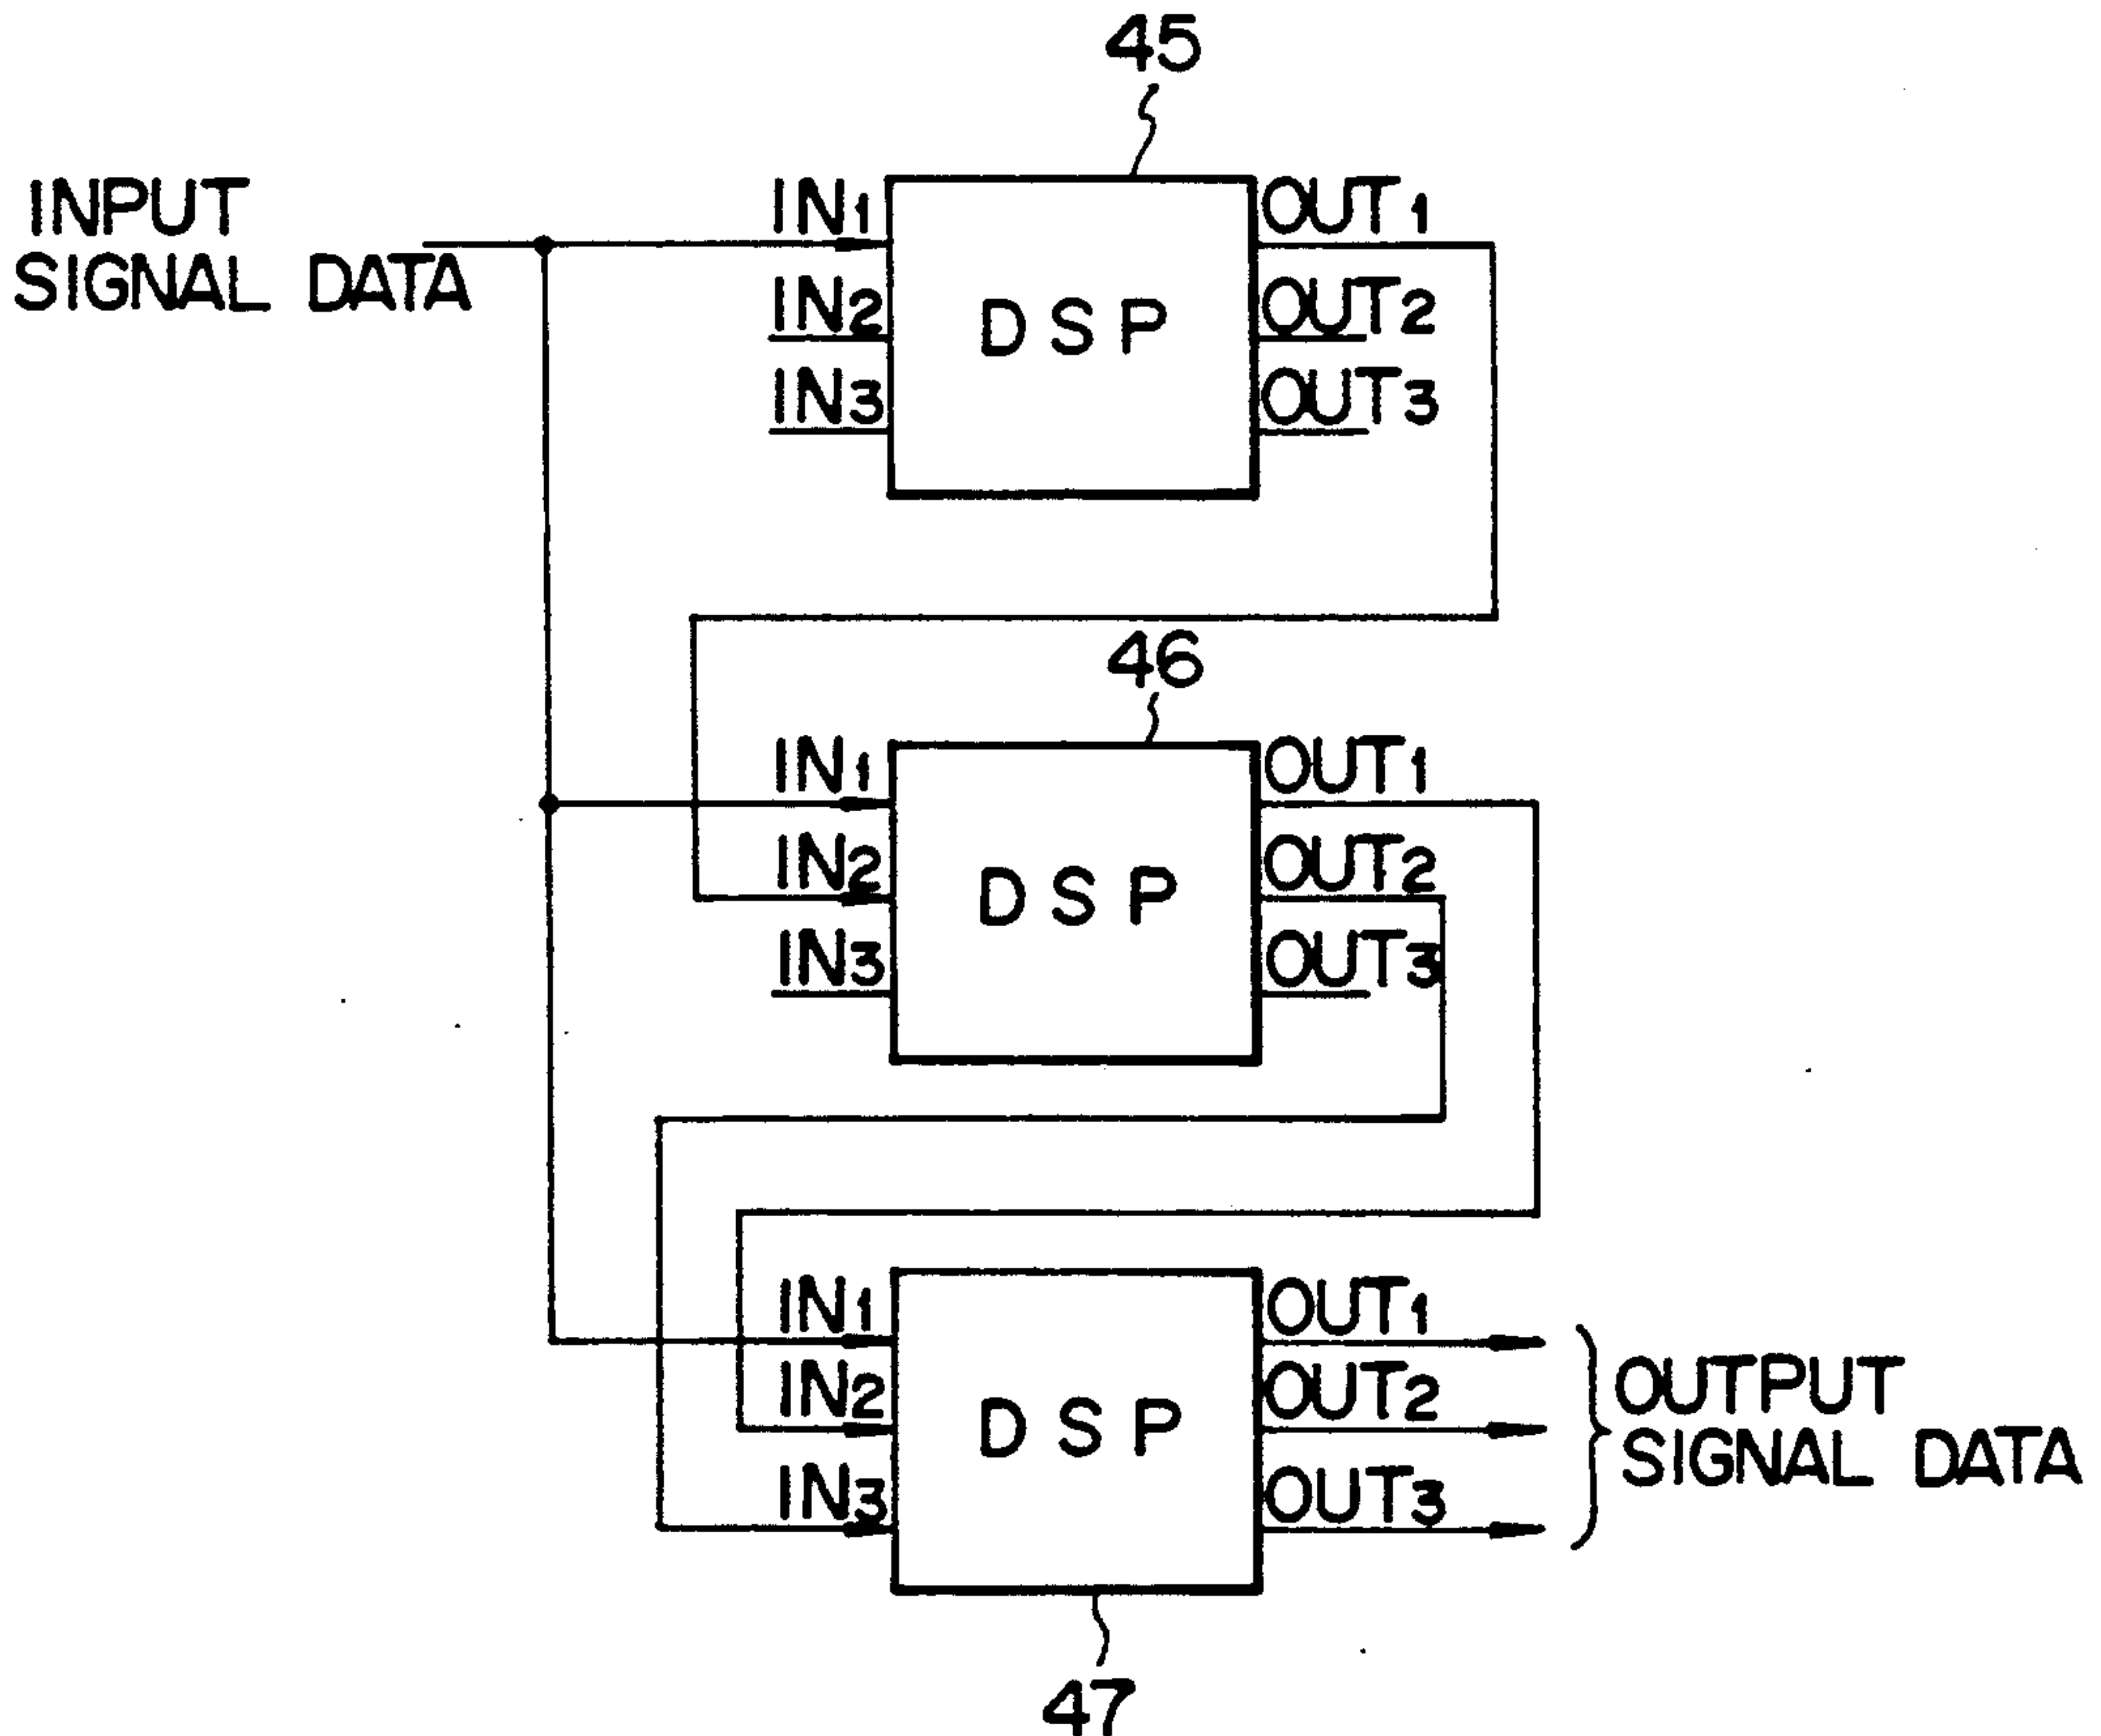 45
INPUT
SIGNAL DATA
IN1
OUT1
IN2
OUT2
DSP
IN3
OUT3
46
IN1
OUT1
IN2
OUT2
DSP
IN3
OUT3
IN1
OUT1
IN2
OUT2
DSP
IN3
OUT3
OUTPUT
SIGNAL DATA
47